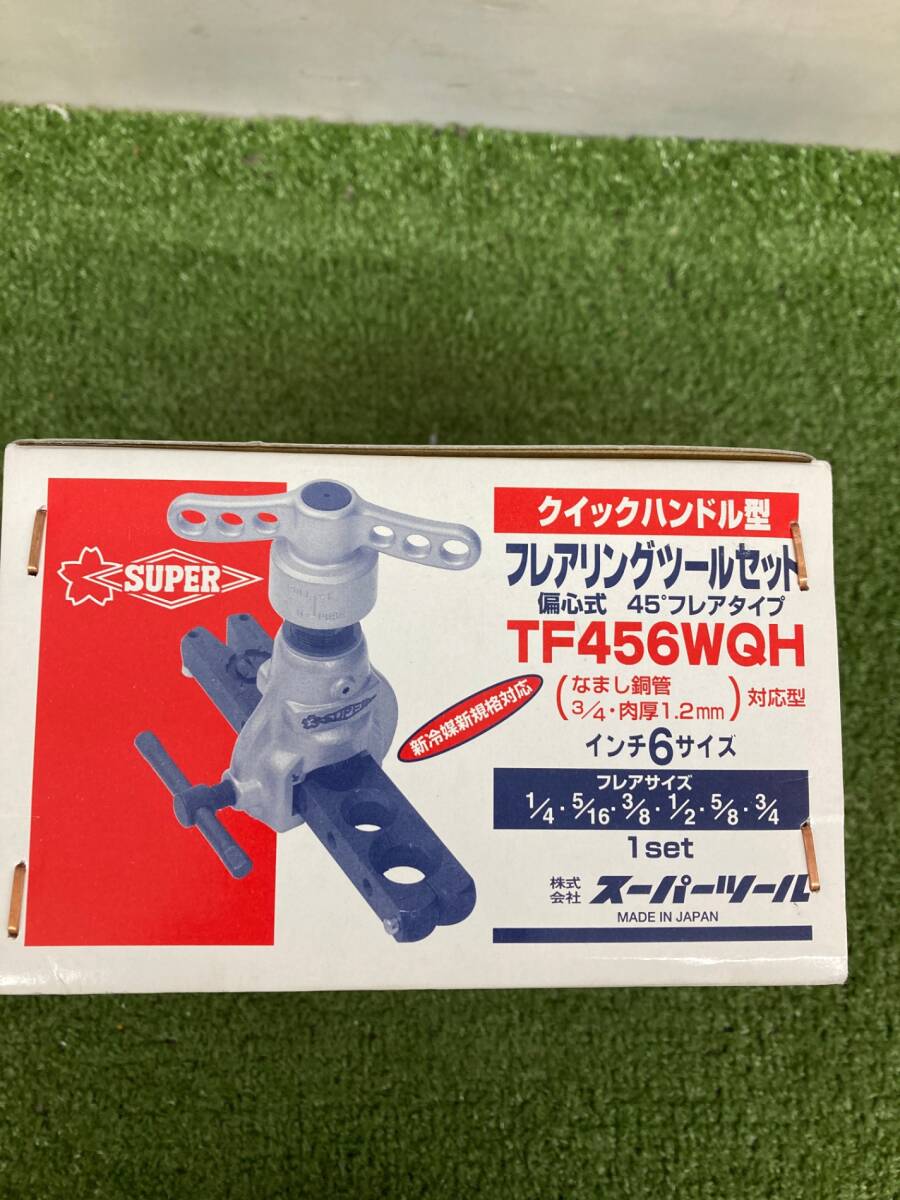 SUPER
クイックハンドル型
フレアリングツールセット
偏心式 45°フレアタイプ
TF456WQH
(なまし銅管
3/4・肉厚1.2mm) 対応型
新冷媒新規格対応
インチ6サイズ
フレアサイズ
1/4・5/16・3/8・1/2・5/8・3/4
1set
株式会社 スーパーツール
MADE IN JAPAN
SUPER